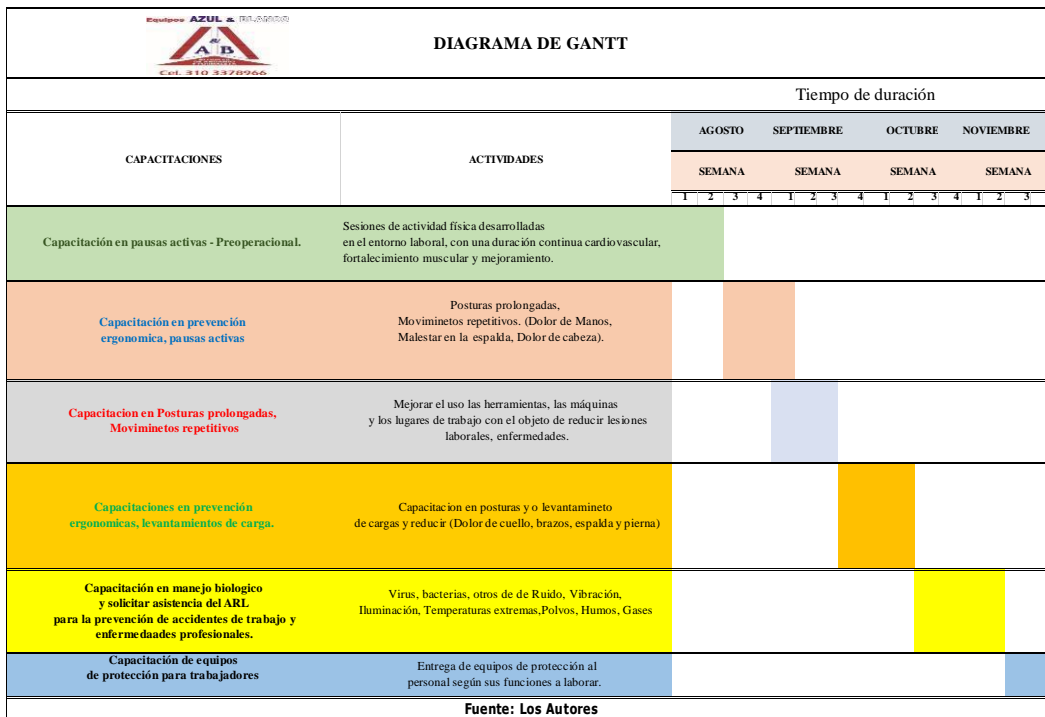 Equipos AZUL & BLANCO
&
A B
Cel. 310 3378966
DIAGRAMA DE GANTT
Tiempo de duración
CAPACITACIONES
ACTIVIDADES
AGOSTO SEPTIEMBRE OCTUBRE NOVIEMBRE
SEMANA SEMANA SEMANA SEMANA
1 2 3 4 1 2 3 4 1 2 3 4 1 2 3
Capacitación en pausas activas - Preoperacional.
Sesiones de actividad física desarrolladas
en el entorno laboral, con una duración continua cardiovascular,
fortalecimiento muscular y mejoramiento.
Capacitación en prevención
ergonomica, pausas activas
Posturas prolongadas,
Moviminetos repetitivos. (Dolor de Manos,
Malestar en la espalda, Dolor de cabeza).
Capacitacion en Posturas prolongadas,
Moviminetos repetitivos
Mejorar el uso las herramientas, las máquinas
y los lugares de trabajo con el objeto de reducir lesiones
laborales, enfermedades.
Capacitaciones en prevención
ergonomicas, levantamientos de carga.
Capacitacion en posturas y o levantamineto
de cargas y reducir (Dolor de cuello, brazos, espalda y pierna)
Capacitación en manejo biologico
y solicitar asistencia del ARL
para la prevención de accidentes de trabajo y
enfermedaades profesionales.
Virus, bacterias, otros de de Ruido, Vibración,
Iluminación, Temperaturas extremas,Polvos, Humos, Gases
Capacitación de equipos
de protección para trabajadores
Entrega de equipos de protección al
personal según sus funciones a laborar.
Fuente: Los Autores